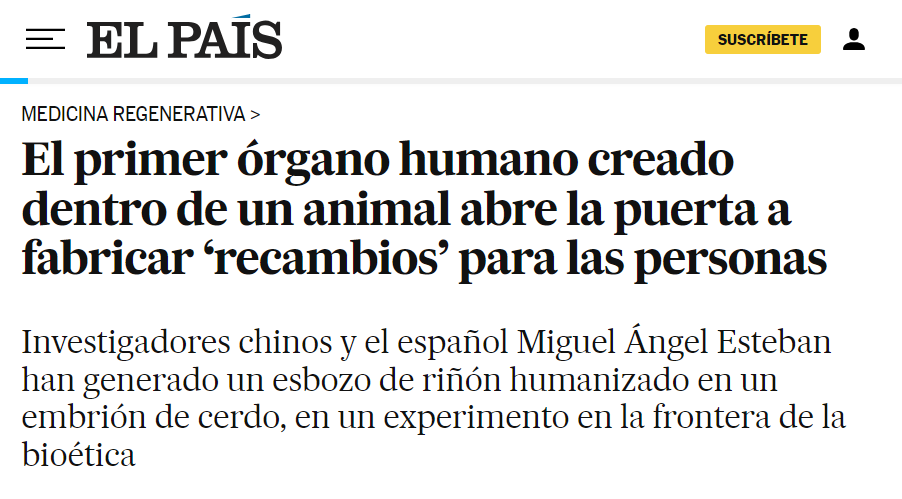 EL PAÍS
SUSCRÍBETE
MEDICINA REGENERATIVA >
El primer órgano humano creado
dentro de un animal abre la puerta a
fabricar ‘recambios’ para las personas
Investigadores chinos y el español Miguel Ángel Esteban
han generado un esbozo de riñón humanizado en un
embrión de cerdo, en un experimento en la frontera de la
bioética